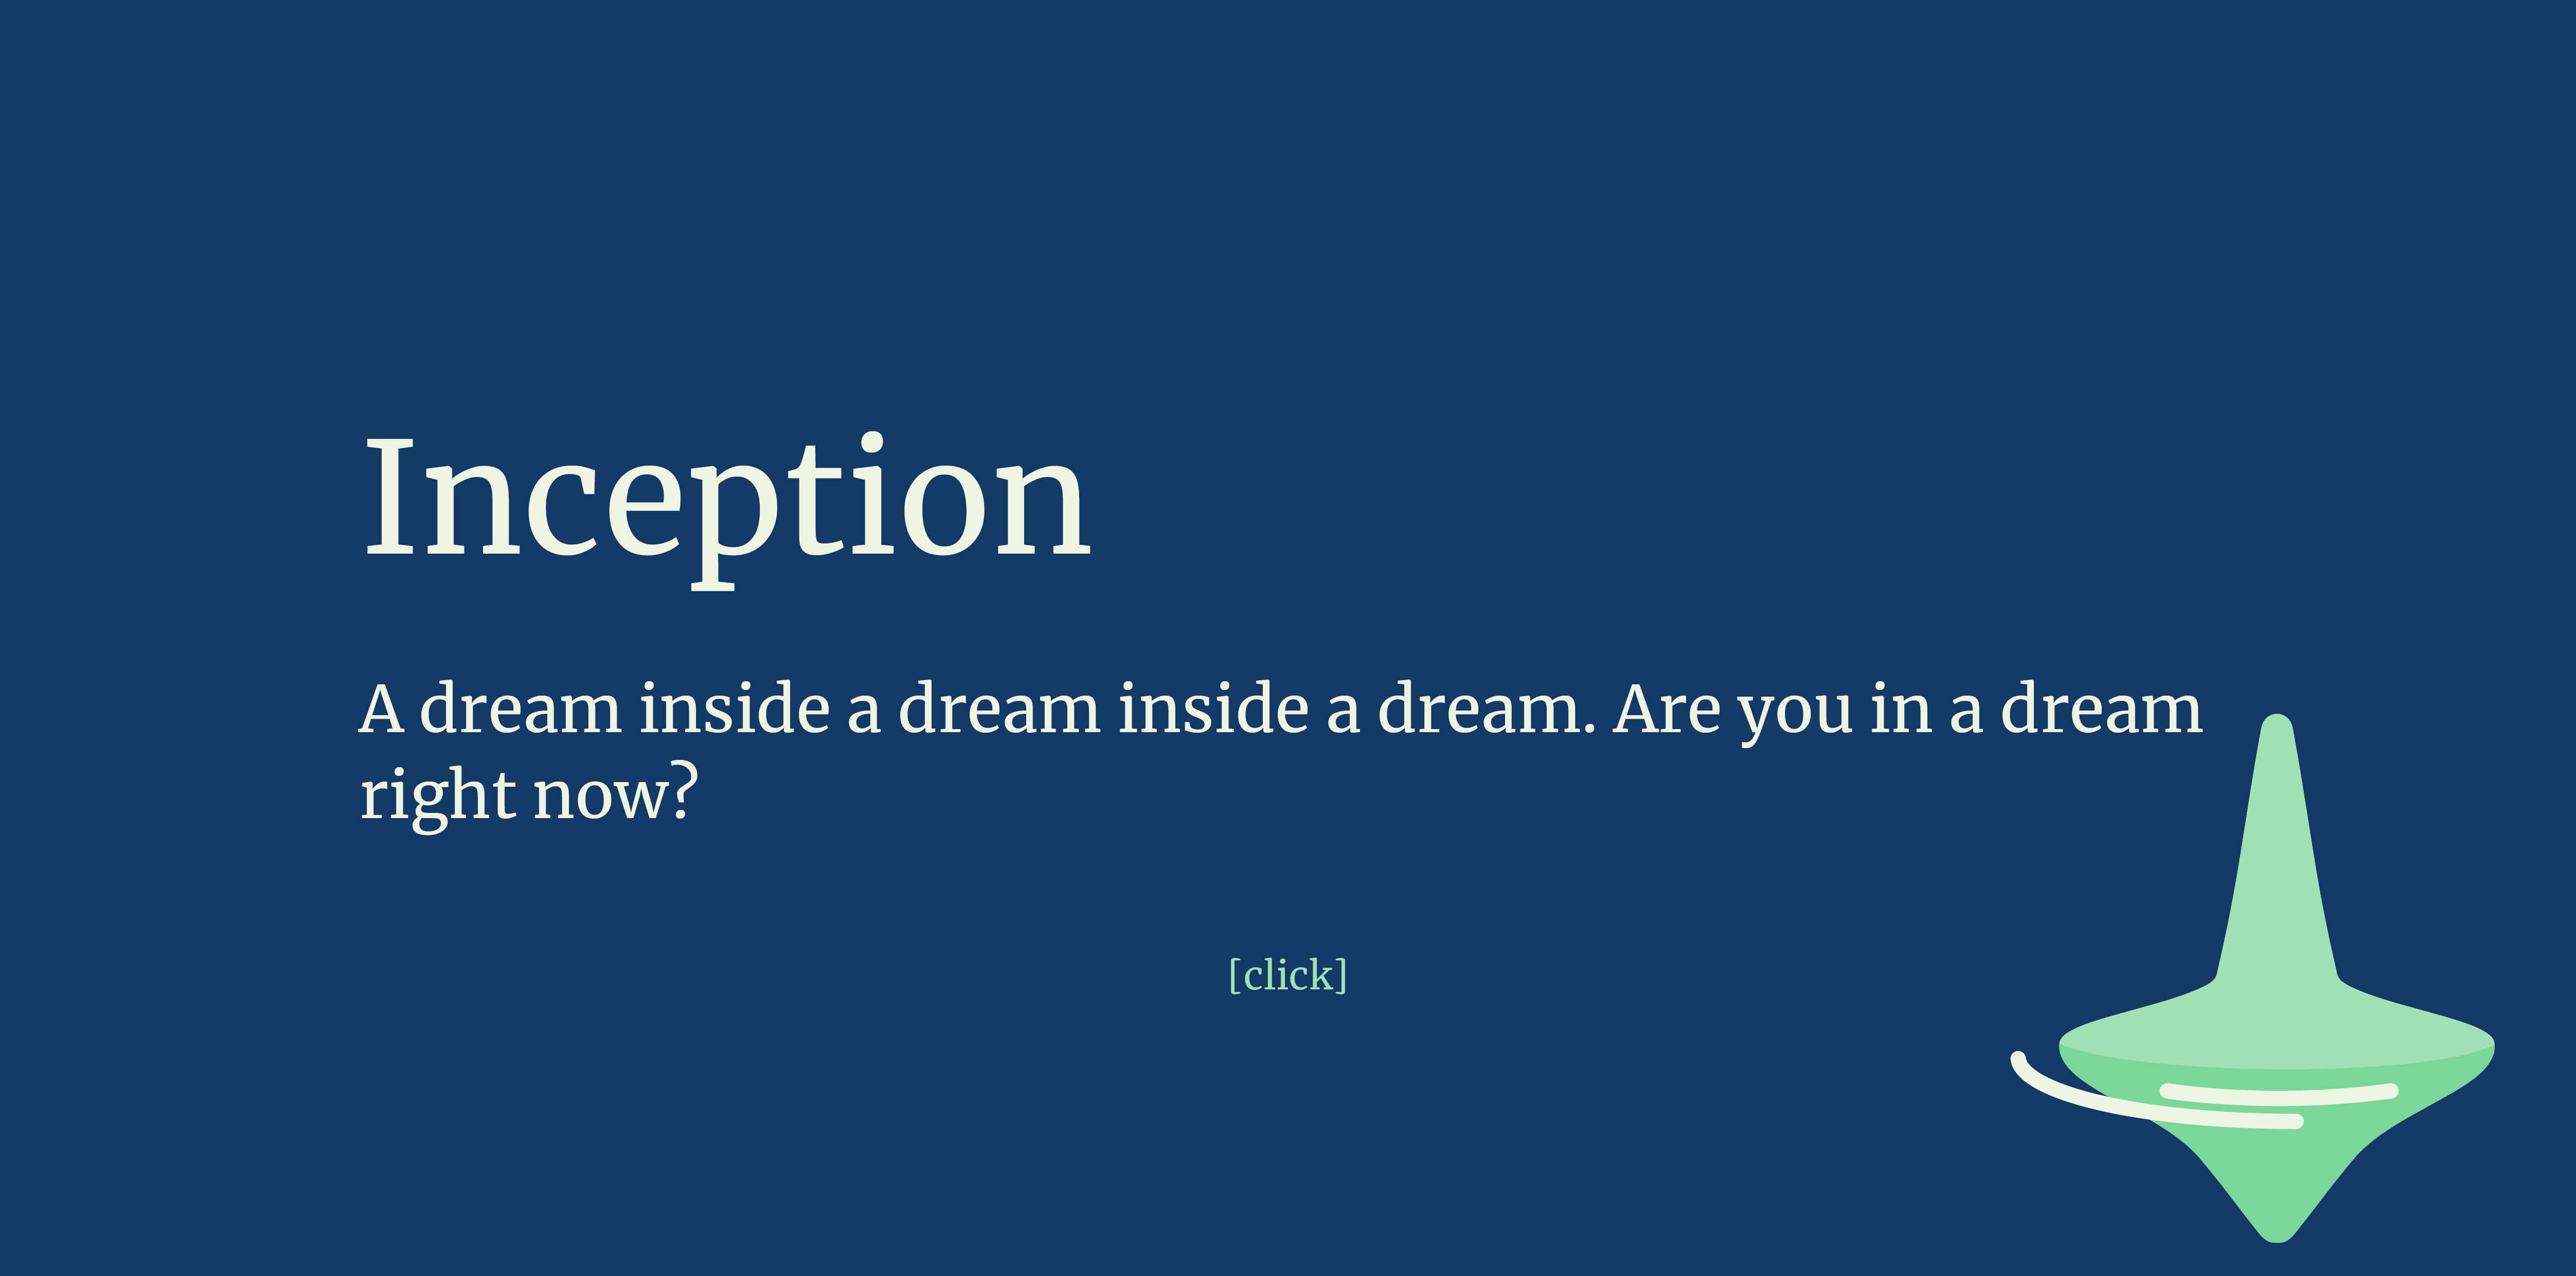 Inception
A dream inside a dream inside a dream. Are you in a dream
right now?
[click]